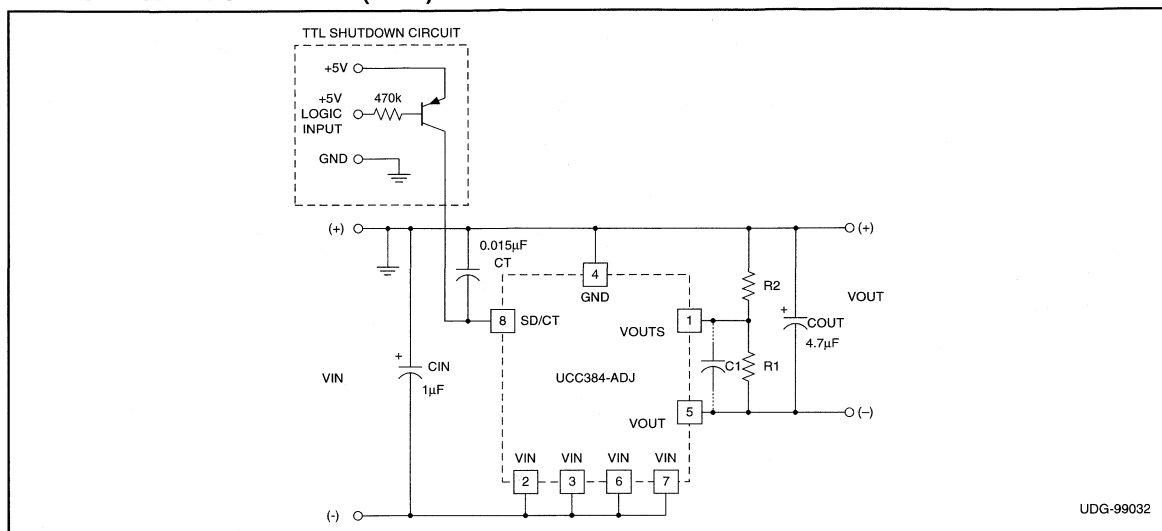 TTL SHUTDOWN CIRCUIT
+5V
+5V
LOGIC
INPUT
470k
GND
(+)
(+)
0.015µF
CT
4
GND
R2
VOUT
8
SD/CT
VOUTS
1
+
COUT
4.7µF
+
CIN
1µF
VIN
UCC384-ADJ
C1
R1
VOUT
5
(–)
VIN
VIN
VIN
VIN
2
3
6
7
(-)
UDG-99032